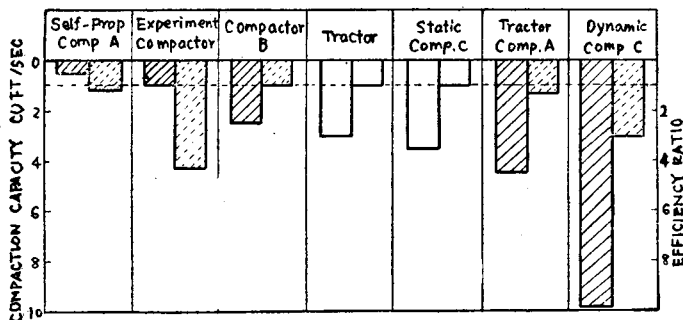 Self-Prop
Comp A
Experiment
Compactor
Compactor
B
Tractor
Static
Comp. C
Tractor
Comp. A
Dynamic
Comp C
COMPACTION CAPACITY CU FT/SEC
0
2
4
6
8
10
2
4
6
8
EFFICIENCY RATIO